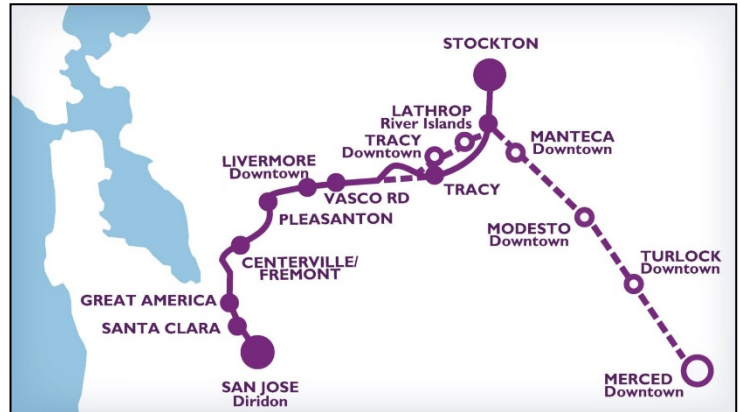 STOCKTON
LATHROP
River Islands
TRACY
Downtown
MANTECA
Downtown
LIVERMORE
Downtown
VASCO RD
TRACY
PLEASANTON
MODESTO
Downtown
CENTERVILLE/
FREMONT
TURLOCK
Downtown
GREAT AMERICA
SANTA CLARA
SAN JOSE
Diridon
MERCED
Downtown